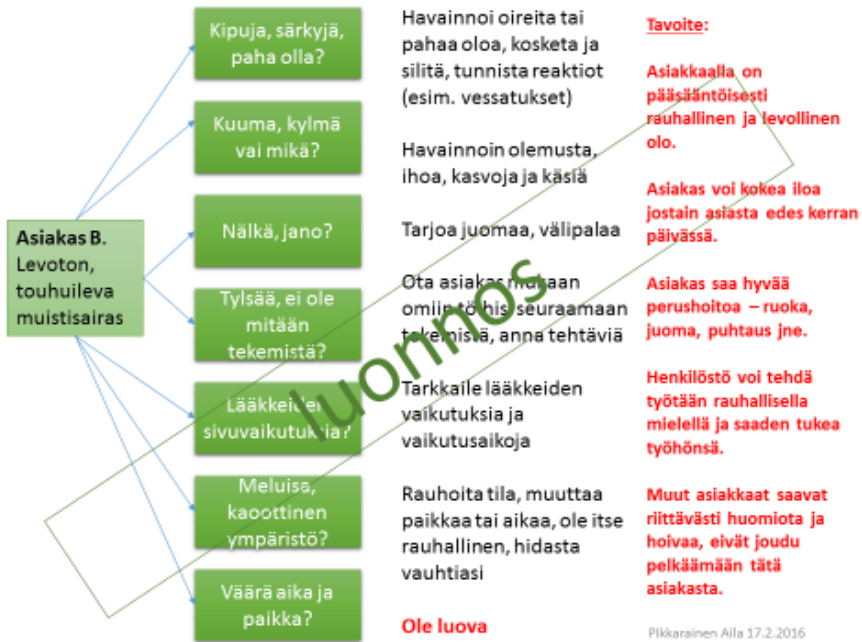 Asiakas B.
Levoton,
touhuileva
muistisairas
Kipuja, särkyjä,
paha olla?
Kuuma, kylmä
vai mikä?
Nälkä, jano?
Tylsää, ei ole
mitään
tekemistä?
Lääkkeiden
sivuvaikutuksia?
Meluisa,
kaoottinen
ympäristö?
Väärä aika ja
paikka?
Havainnoi oireita tai
pahaa oloa, kosketa ja
silitä, tunnista reaktiot
(esim. vessatukset)
Havainnoin olemusta,
ihoa, kasvoja ja käsiä
Tarjoa juomaa, välipalaa
Ota asiakas mukaan
omiin töihisi seuraamaan
tekemistä, anna tehtäviä
Tarkkaile lääkkeiden
vaikutuksia ja
vaikutusaikoja
Rauhoita tila, muuttaa
paikkaa tai aikaa, ole itse
rauhallinen, hidasta
vauhtiasi
Ole luova
Tavoite:
Asiakkaalla on
pääsääntöisesti
rauhallinen ja levollinen
olo.
Asiakas voi kokea iloa
jostain asiasta edes kerran
päivässä.
Asiakas saa hyvää
perushoitoa – ruoka,
juoma, puhtaus jne.
Henkilöstö voi tehdä
työtään rauhallisella
mielellä ja saaden tukea
työhönsä.
Muut asiakkaat saavat
riittävästi huomiota ja
hoivaa, eivät joudu
pelkäämään tätä
asiakasta.
luonnos
Pikkarainen Aila 17.2.2016